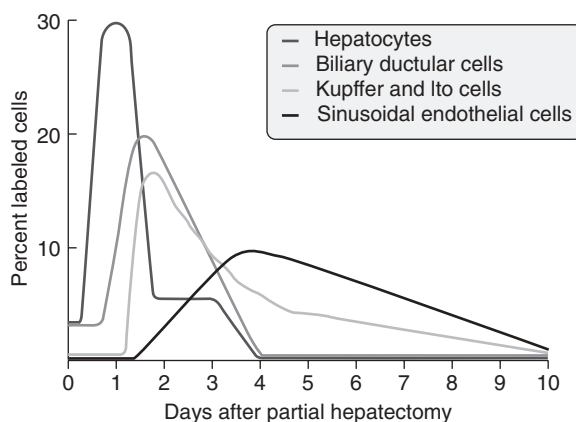 30
20
10
Percent labeled cells
Hepatocytes
Biliary ductular cells
Kupffer and Ito cells
Sinusoidal endothelial cells
0 1 2 3 4 5 6 7 8 9 10
Days after partial hepatectomy